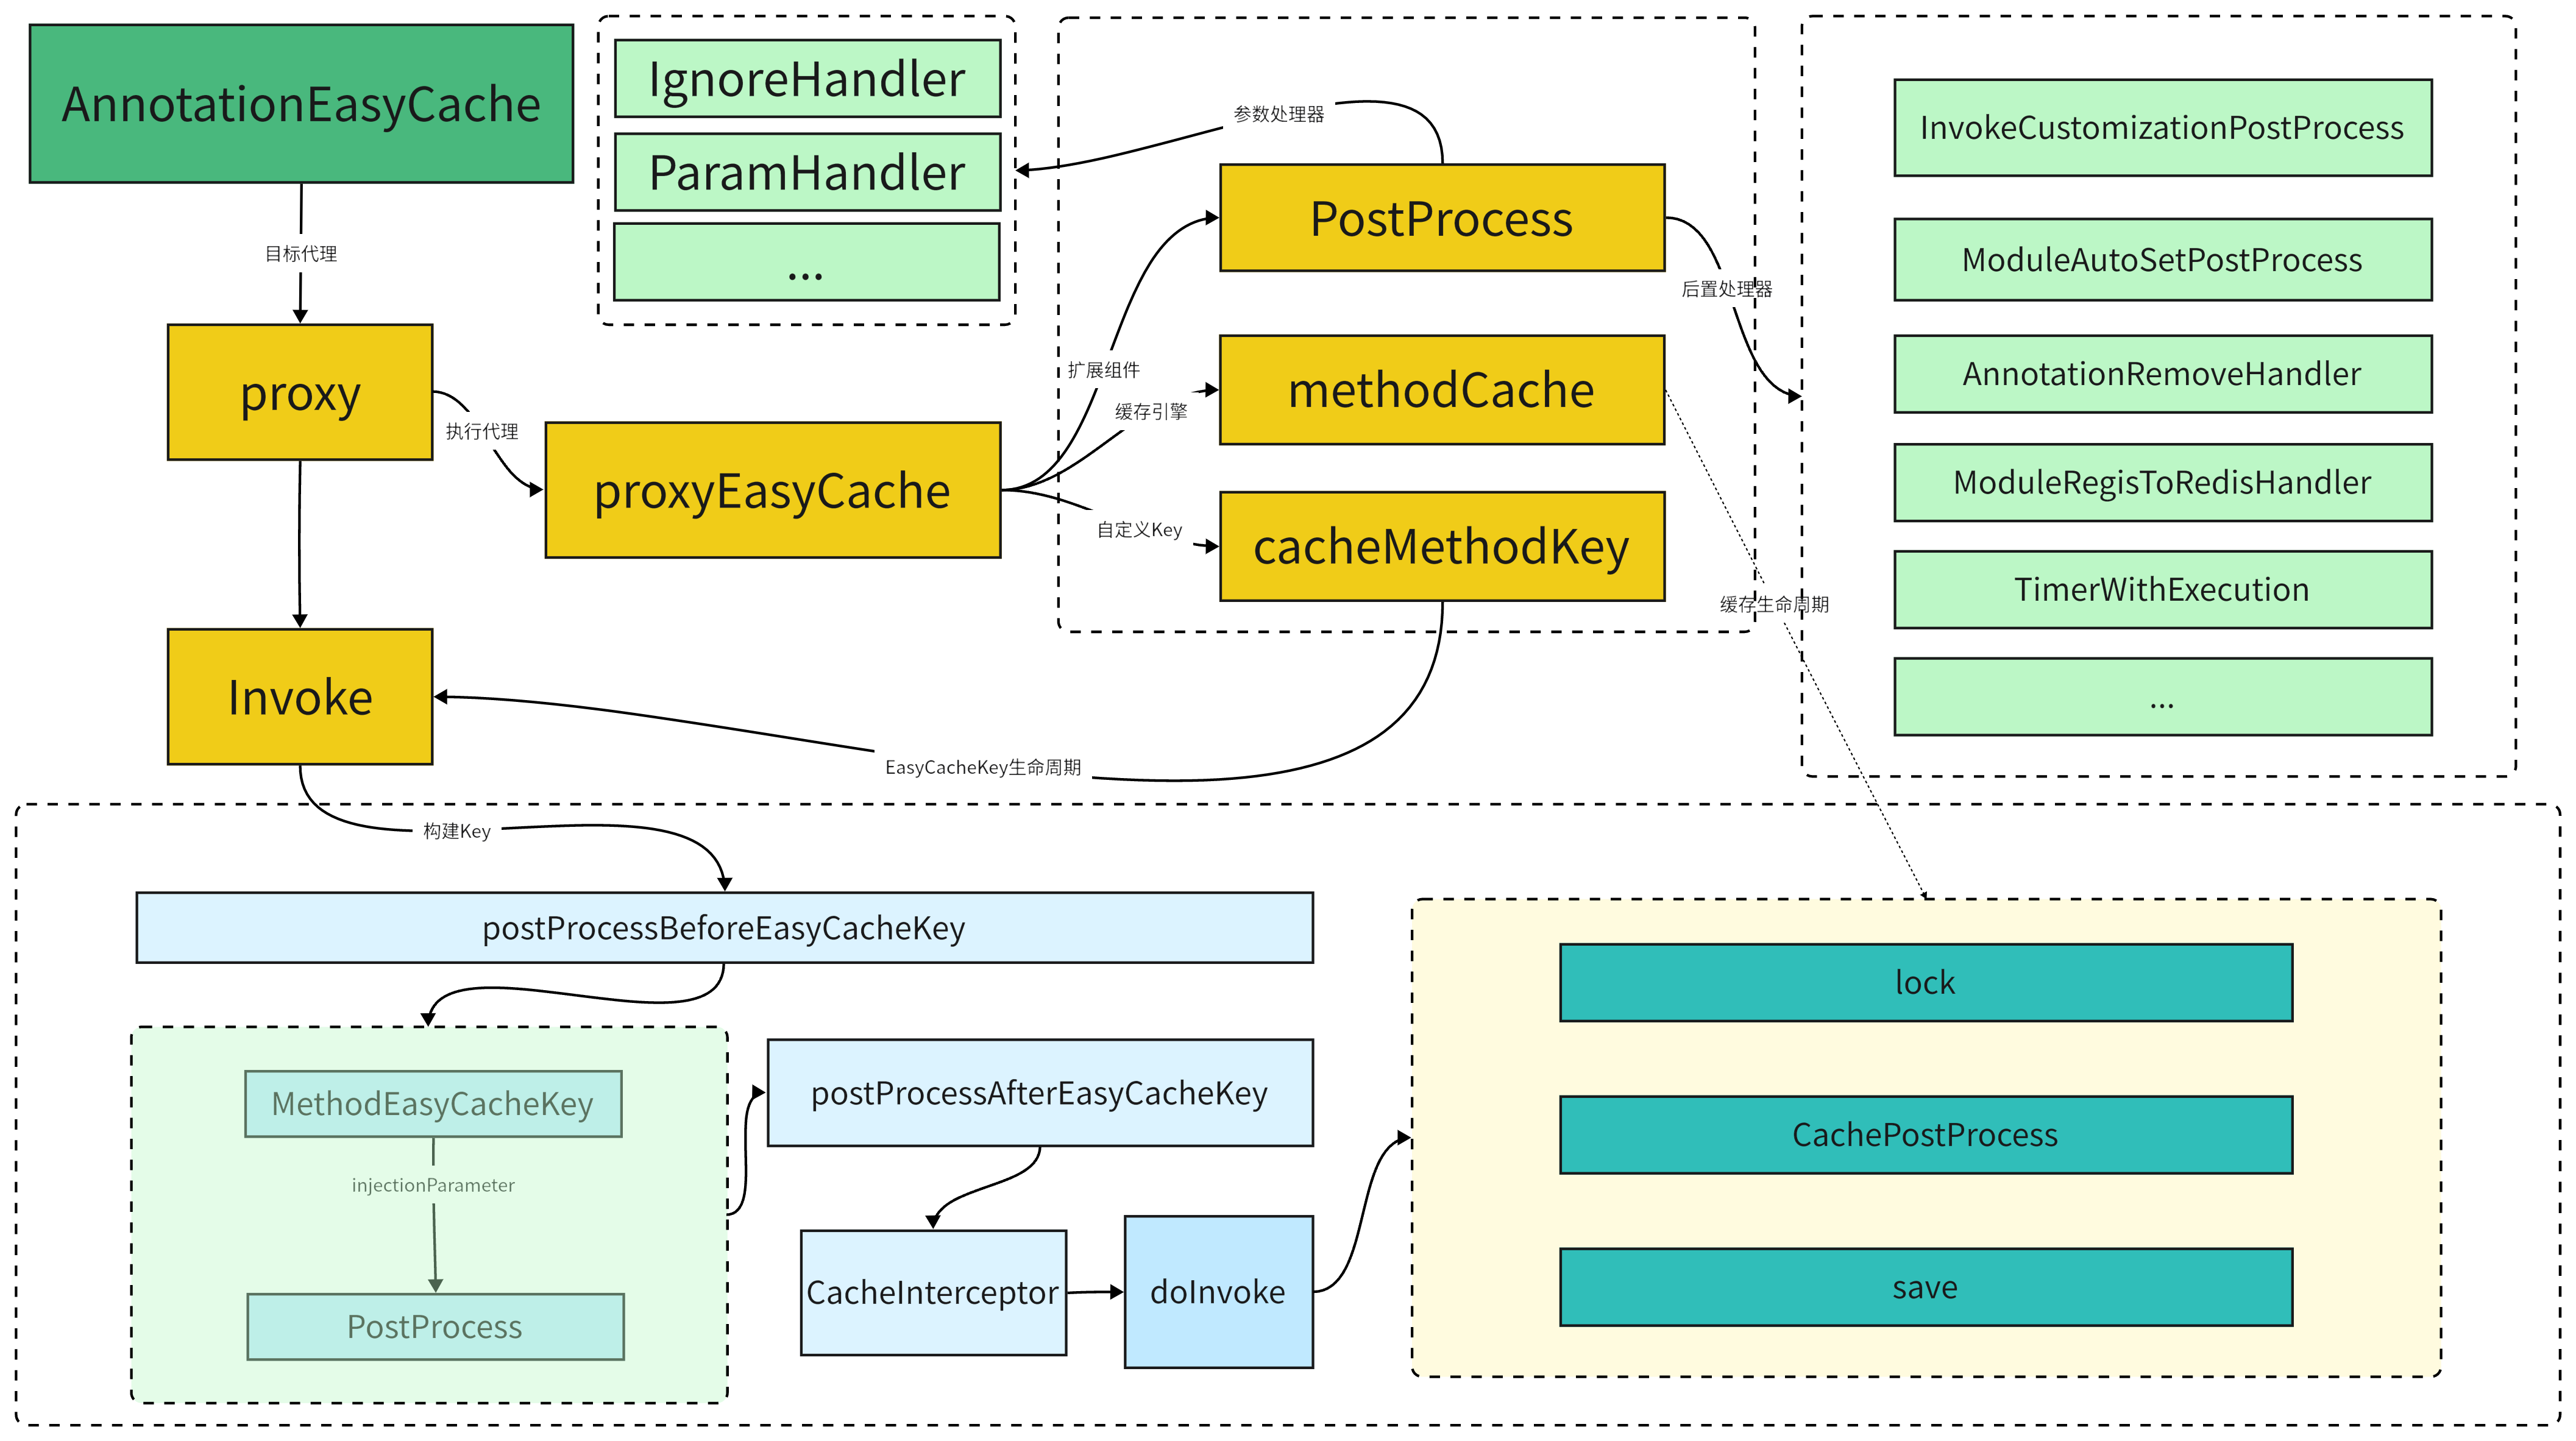 AnnotationEasyCache
目标代理
proxy
执行代理
proxyEasyCache
Invoke
IgnoreHandler
ParamHandler
...
参数处理器
PostProcess
扩展组件
缓存引擎
methodCache
自定义Key
cacheMethodKey
后置处理器
缓存生命周期
EasyCacheKey生命周期
InvokeCustomizationPostProcess
ModuleAutoSetPostProcess
AnnotationRemoveHandler
ModuleRegisToRedisHandler
TimerWithExecution
...
构建Key
postProcessBeforeEasyCacheKey
MethodEasyCacheKey
injectionParameter
PostProcess
postProcessAfterEasyCacheKey
CacheInterceptor
doInvoke
lock
CachePostProcess
save